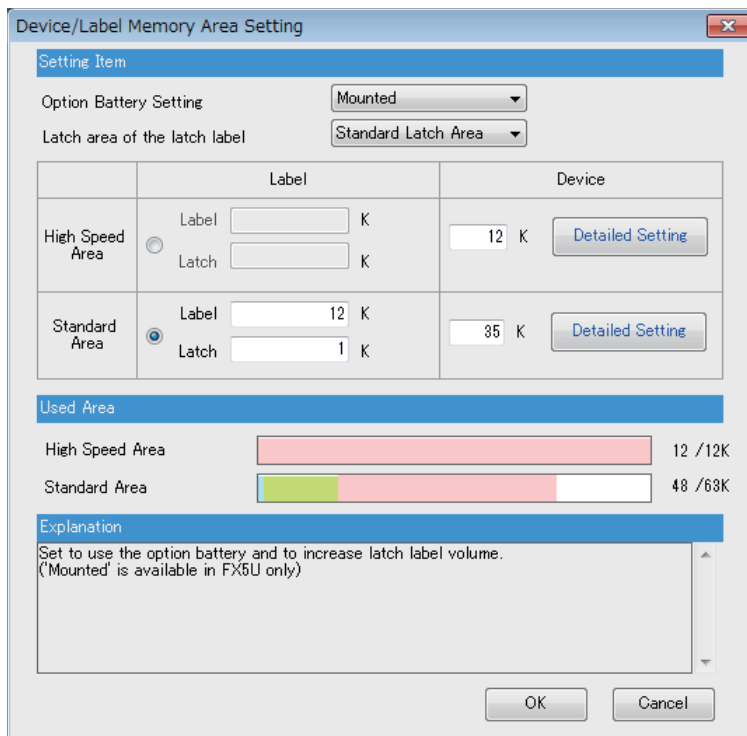 Device/Label Memory Area Setting
Setting Item
Option Battery Setting Mounted
Latch area of the latch label Standard Latch Area
Label Device
High Speed Area Label K Latch K 12 K Detailed Setting
Standard Area Label 12 K Latch 1 K 35 K Detailed Setting
Used Area
High Speed Area 12 /12K
Standard Area 48 /63K
Explanation
Set to use the option battery and to increase latch label volume.
('Mounted' is available in FX5U only)
OK Cancel